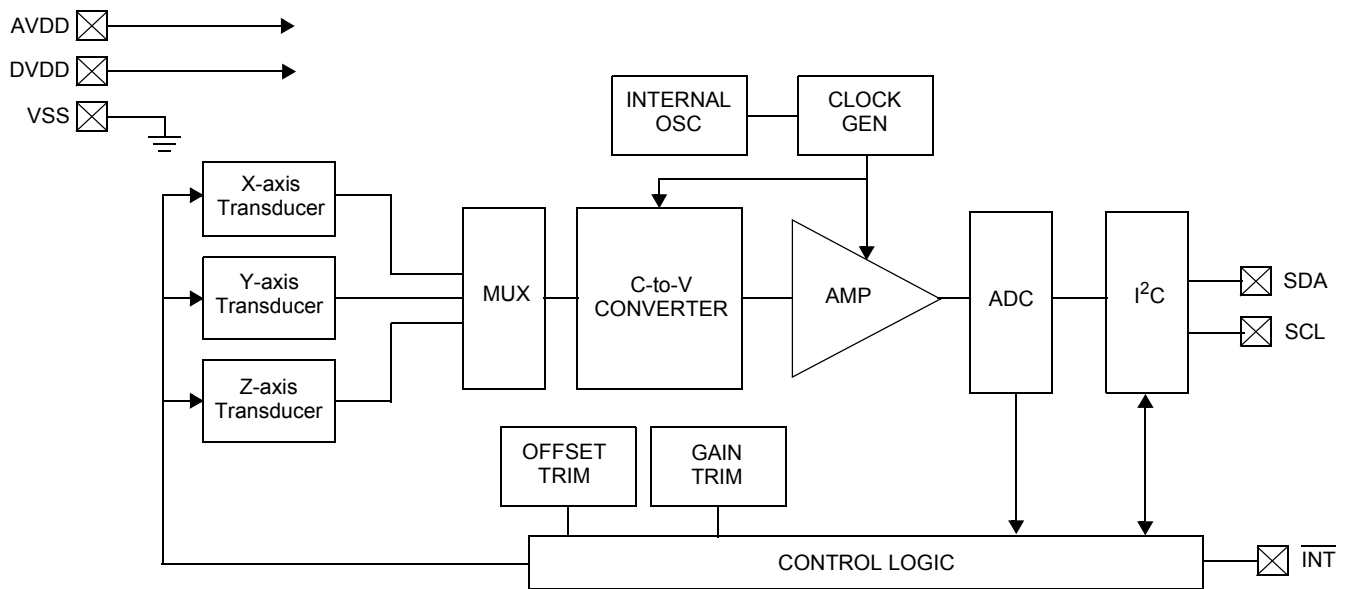 AVDD
DVDD
VSS
INTERNAL
OSC
CLOCK
GEN
X-axis
Transducer
Y-axis
Transducer
Z-axis
Transducer
MUX
C-to-V
CONVERTER
AMP
ADC
I²C
SDA
SCL
OFFSET
TRIM
GAIN
TRIM
CONTROL LOGIC
I̅N̅T̅